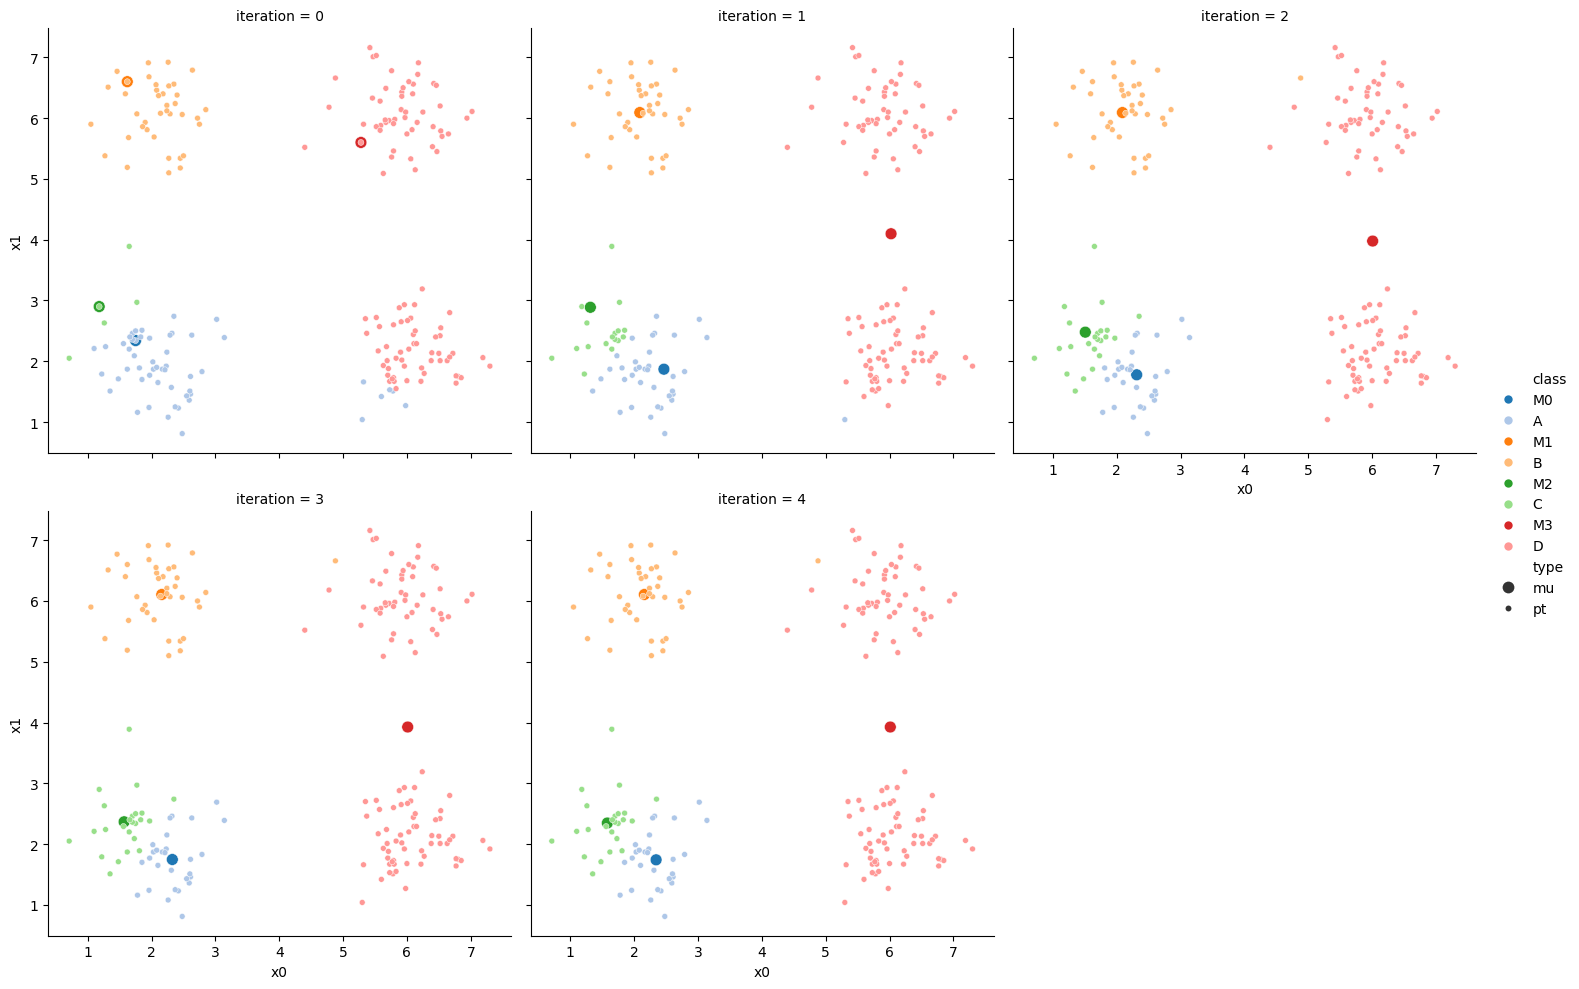 iteration = 0
iteration = 1
iteration = 2
7
6
5
4
3
2
1
x1
1 2 3 4 5 6 7
x0
iteration = 3
iteration = 4
7
6
5
4
3
2
1
x1
1 2 3 4 5 6 7
x0
1 2 3 4 5 6 7
x0
class
M0
A
M1
B
M2
C
M3
D
type
mu
pt